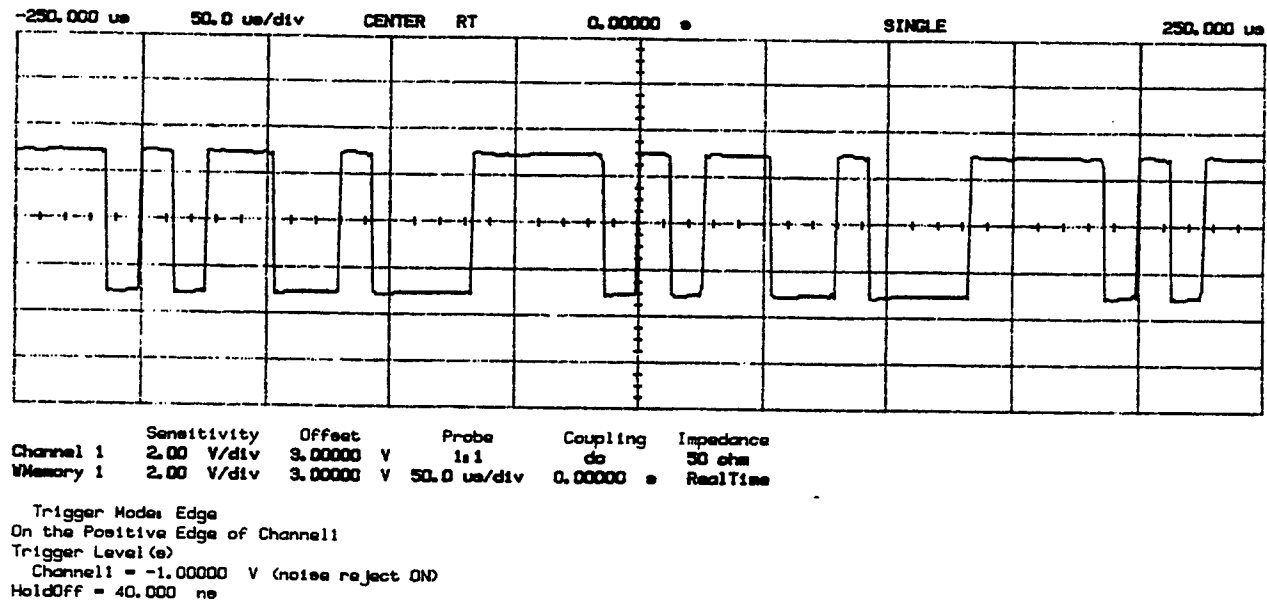 -250.000 us 50.0 us/div CENTER RT 0.00000 s SINGLE 250.000 us
Sensitivity Offset Probe Coupling Impedance
Channel 1 2.00 V/div 3.00000 V 1:1 dc 50 ohm
WMemory 1 2.00 V/div 3.00000 V 50.0 us/div 0.00000 s RealTime
Trigger Mode: Edge
On the Positive Edge of Channel1
Trigger Level(s)
Channel1 = -1.00000 V (noise reject ON)
HoldOff = 40.000 ns